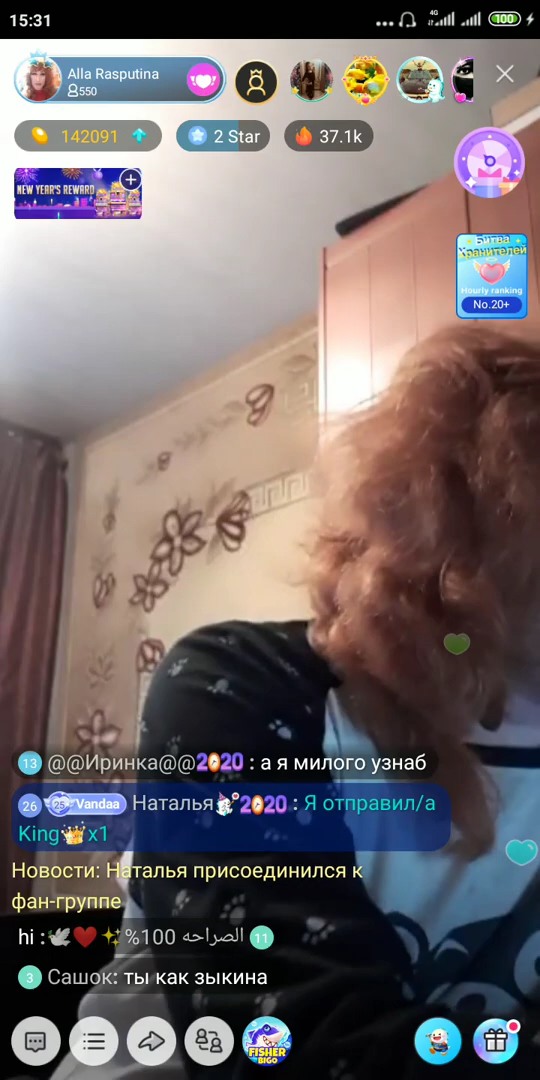 15:31
4G
100
Alla Rasputina
550
142091
2 Star
37.1k
NEW YEAR'S REWARD
Битва
Хранителей
Hourly ranking
No.20+
13 @@Иринка@@2020 : а я милого узнаб
26 25 Vandaa Наталья 2020 : Я отправил/а
King👑x1
Новости: Наталья присоединился к
фан-группе
hi :🕊❤️✨%100 الصراحه 11
3 Сашок: ты как зыкина
FISHER
BIGO